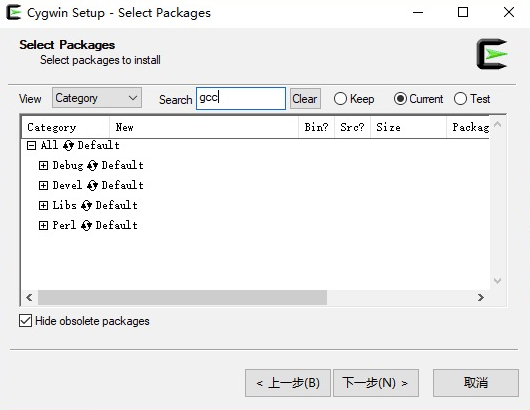 Cygwin Setup - Select Packages
Select Packages
Select packages to install
View Category Search gcc Clear Keep Current Test
Category New Bin? Src? Size Packag
All Default
Debug Default
Devel Default
Libs Default
Perl Default
Hide obsolete packages
< 上一步(B) 下一步(N) > 取消